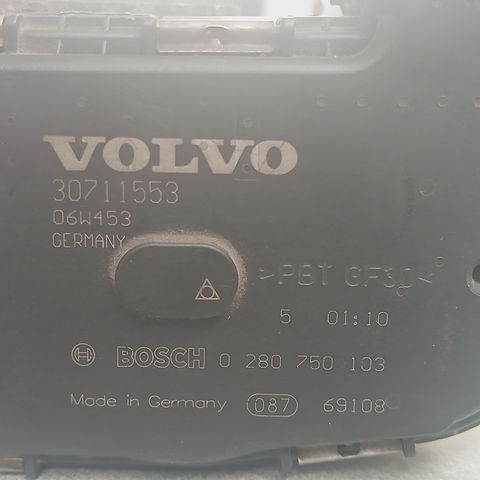 VOLVO
30711553
06W453
GERMANY
>PBT GF30<
5 01:10
BOSCH 0 280 750 103
Made in Germany 087 69108